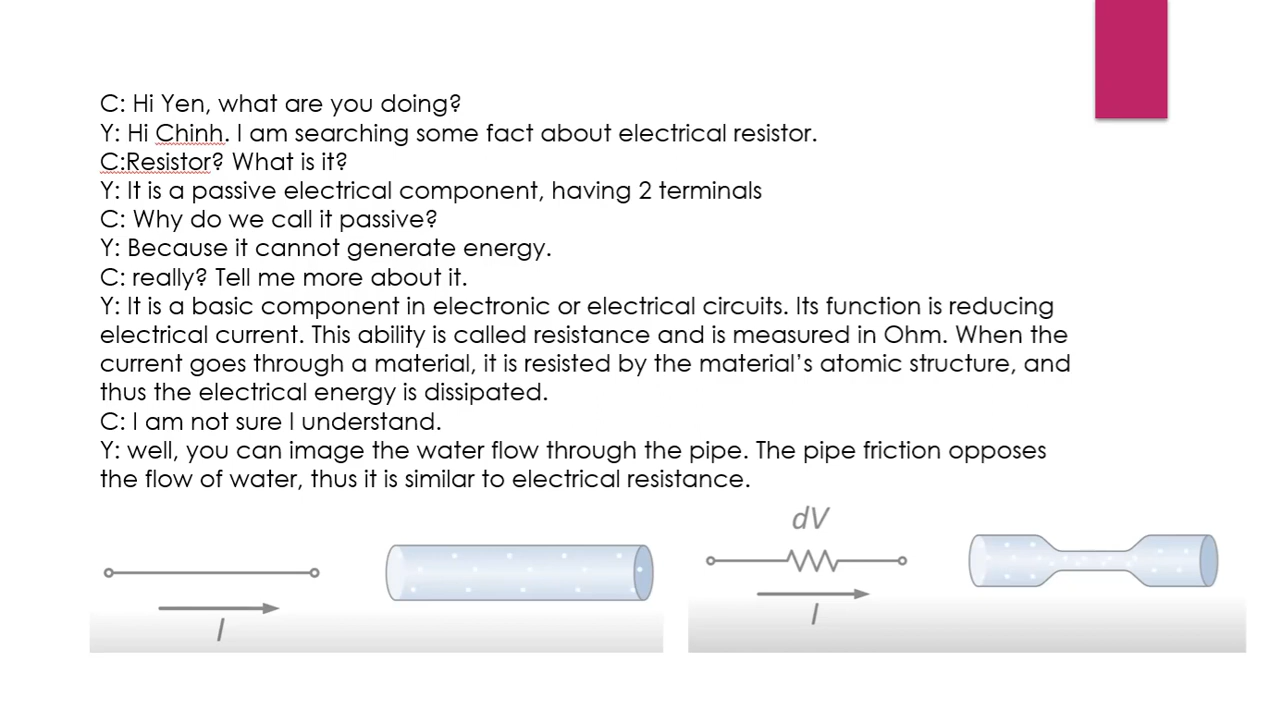 C: Hi Yen, what are you doing?
Y: Hi Chinh. I am searching some fact about electrical resistor.
C:Resistor? What is it?
Y: It is a passive electrical component, having 2 terminals
C: Why do we call it passive?
Y: Because it cannot generate energy.
C: really? Tell me more about it.
Y: It is a basic component in electronic or electrical circuits. Its function is reducing
electrical current. This ability is called resistance and is measured in Ohm. When the
current goes through a material, it is resisted by the material’s atomic structure, and
thus the electrical energy is dissipated.
C: I am not sure I understand.
Y: well, you can image the water flow through the pipe. The pipe friction opposes
the flow of water, thus it is similar to electrical resistance.
dV
I
I